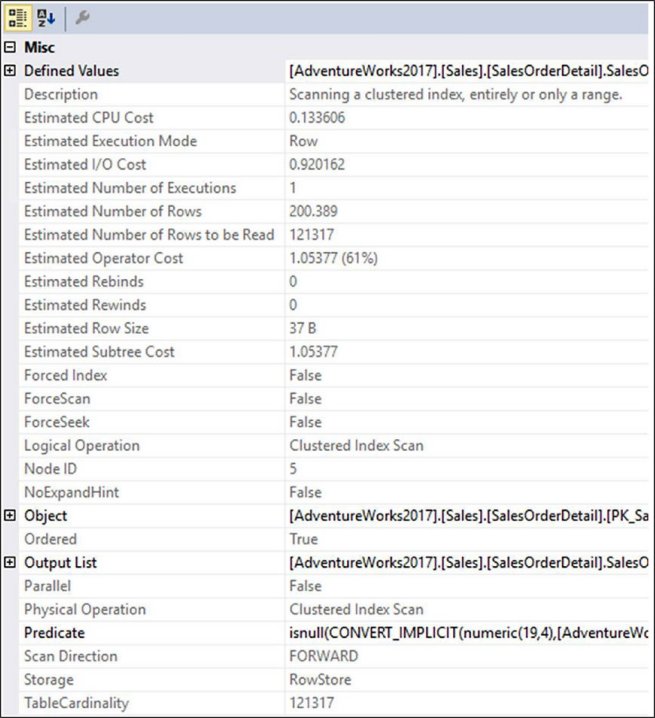 Misc
Defined Values [AdventureWorks2017].[Sales].[SalesOrderDetail].SalesO
Description Scanning a clustered index, entirely or only a range.
Estimated CPU Cost 0.133606
Estimated Execution Mode Row
Estimated I/O Cost 0.920162
Estimated Number of Executions 1
Estimated Number of Rows 200.389
Estimated Number of Rows to be Read 121317
Estimated Operator Cost 1.05377 (61%)
Estimated Rebinds 0
Estimated Rewinds 0
Estimated Row Size 37 B
Estimated Subtree Cost 1.05377
Forced Index False
ForceScan False
ForceSeek False
Logical Operation Clustered Index Scan
Node ID 5
NoExpandHint False
Object [AdventureWorks2017].[Sales].[SalesOrderDetail].[PK_Sa
Ordered True
Output List [AdventureWorks2017].[Sales].[SalesOrderDetail].SalesO
Parallel False
Physical Operation Clustered Index Scan
Predicate isnull(CONVERT_IMPLICIT(numeric(19,4),[AdventureWo
Scan Direction FORWARD
Storage RowStore
TableCardinality 121317